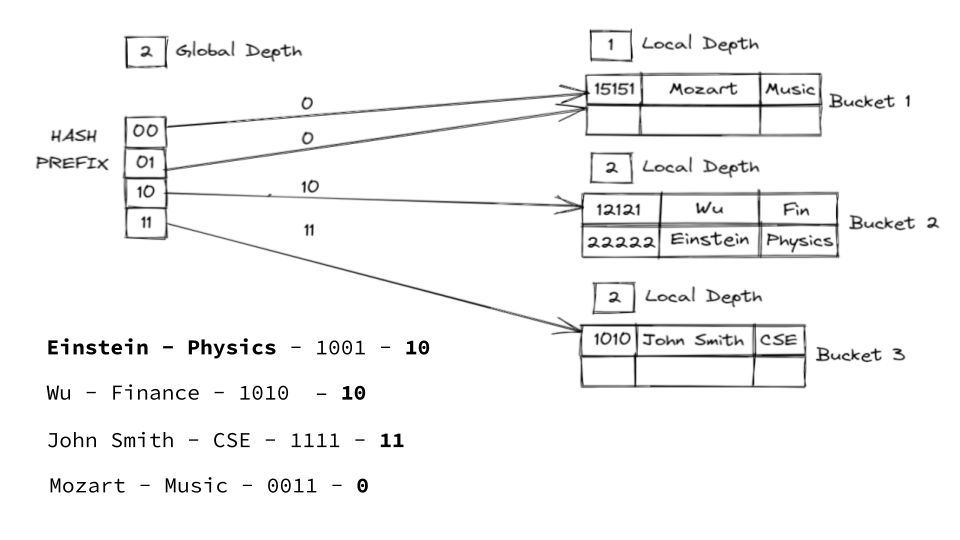 2 Global Depth
HASH
PREFIX
00
01
10
11
0
0
10
11
1 Local Depth
15151 Mozart Music
Bucket 1
2 Local Depth
12121 Wu Fin
22222 Einstein Physics
Bucket 2
2 Local Depth
1010 John Smith CSE
Bucket 3
Einstein - Physics - 1001 - 10
Wu - Finance - 1010 - 10
John Smith - CSE - 1111 - 11
Mozart - Music - 0011 - 0